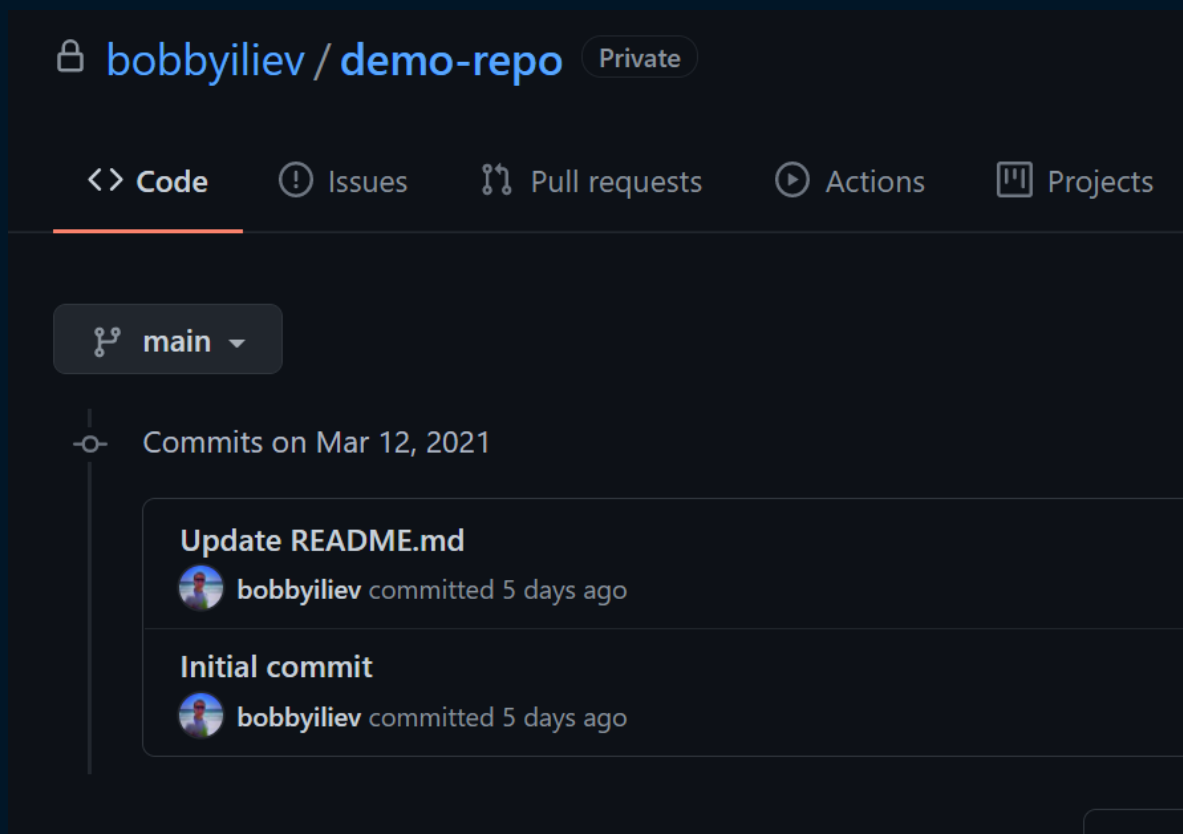 bobbyiliev / demo-repo Private
Code Issues Pull requests Actions Projects
main
Commits on Mar 12, 2021
Update README.md
bobbyiliev committed 5 days ago
Initial commit
bobbyiliev committed 5 days ago